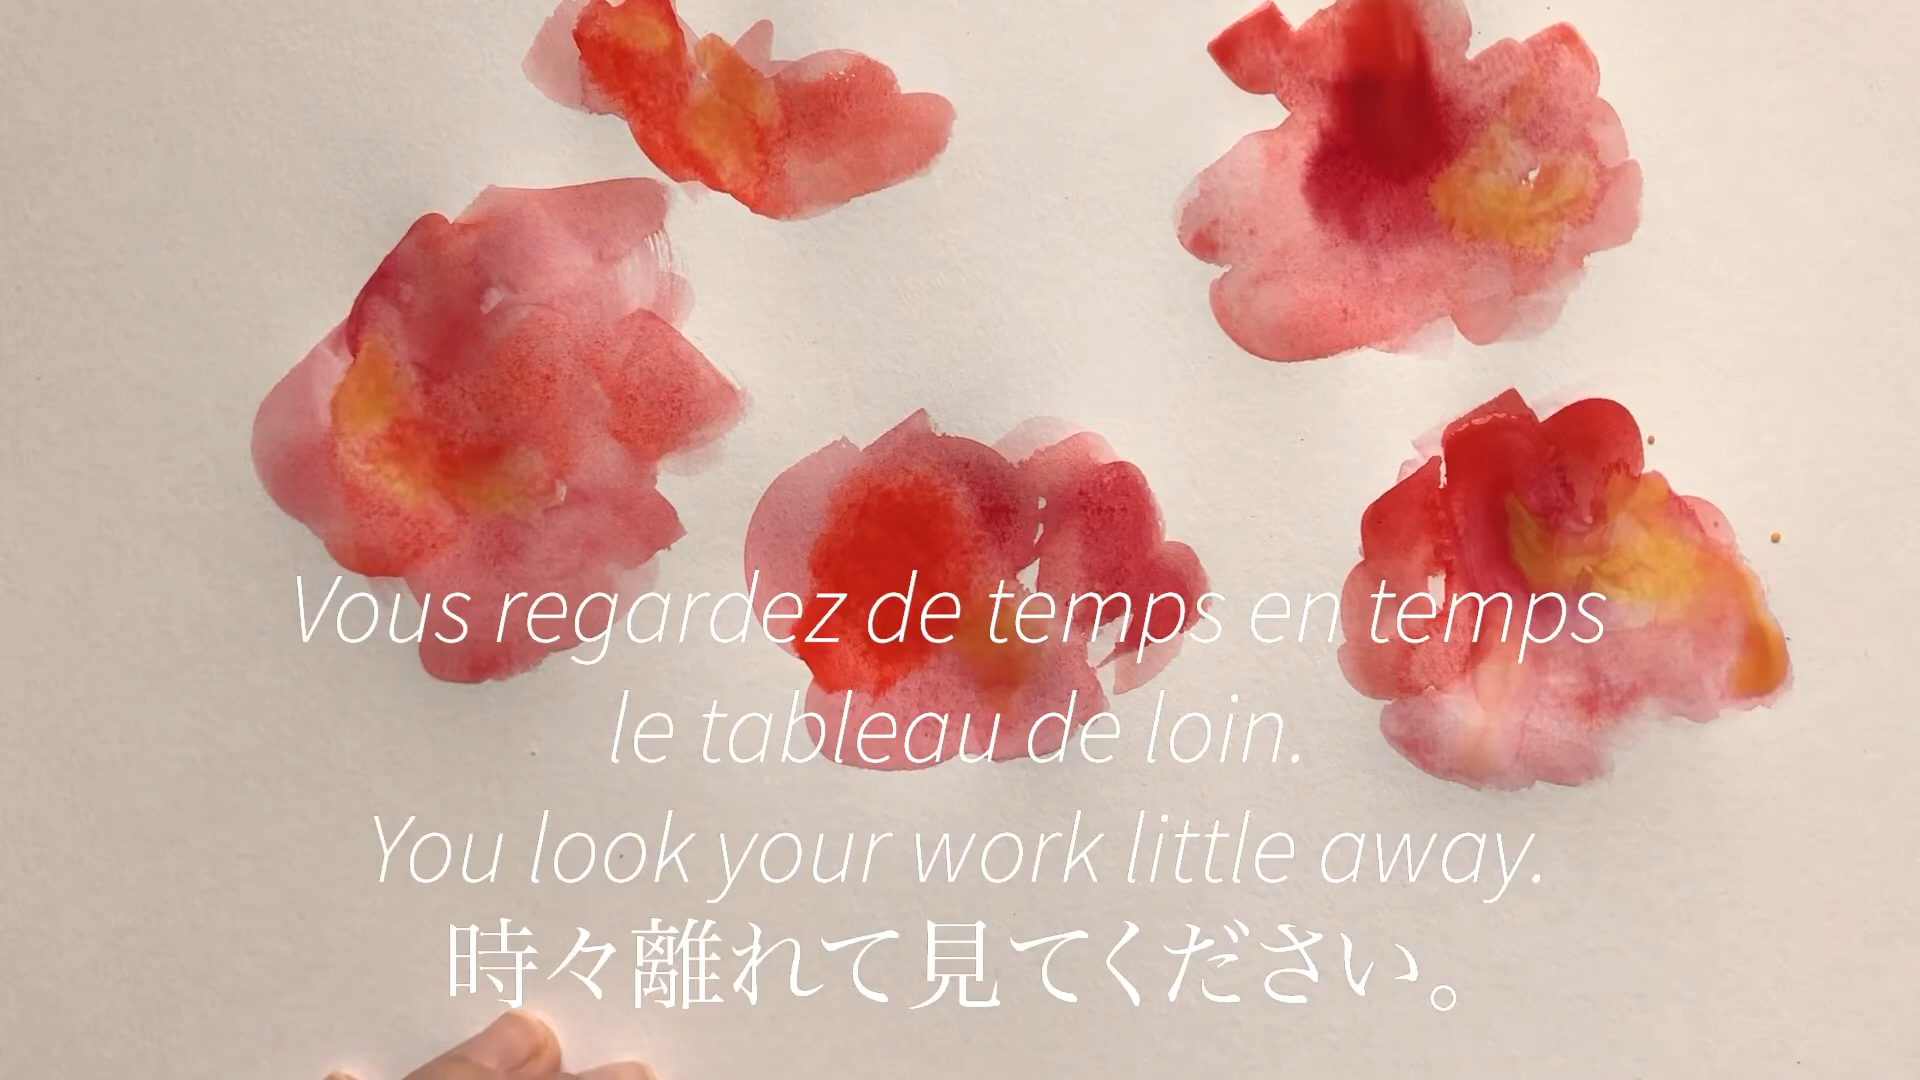 Vous regardez de temps en temps
le tableau de loin.
You look your work little away.
時々離れて見てください。